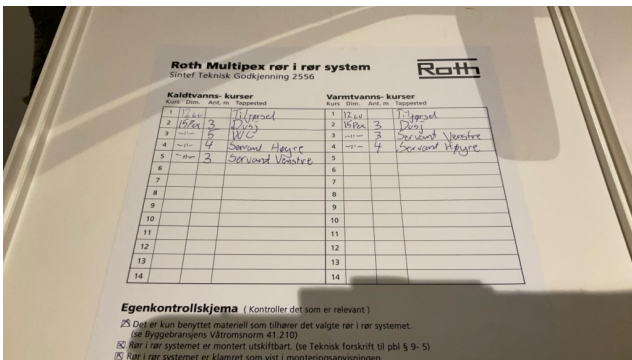 Roth Multipex rør i rør system
Sintef Teknisk Godkjenning 2556
Roth
Kaldtvanns- kurser
Kurs Dim. Ant, m Tappested
1 Tilførsel
2 15Pex 3 Dusj
3 -"- 5 WC
4 -"- 4 Servant Høyre
5 -"- 3 Servant Venstre
6
7
8
9
10
11
12
13
14
Varmtvanns- kurser
Kurs Dim. Ant, m Tappested
1 Tilførsel
2 15Pex 3 Dusj
3 -"- 3 Servant Venstre
4 -"- 4 Servant Høyre
5
6
7
8
9
10
11
12
13
14
Egenkontrollskjema ( Kontroller det som er relevant )
Det er kun benyttet materiell som tilhører det valgte rør i rør systemet.
(se Byggebransjens Våtromsnorm 41.210)
Rør i rør systemet er montert utskiftbart. (se Teknisk forskrift til pbl § 9- 5)
Rør i rør systemet er klamret som vist i monteringsanvisningen